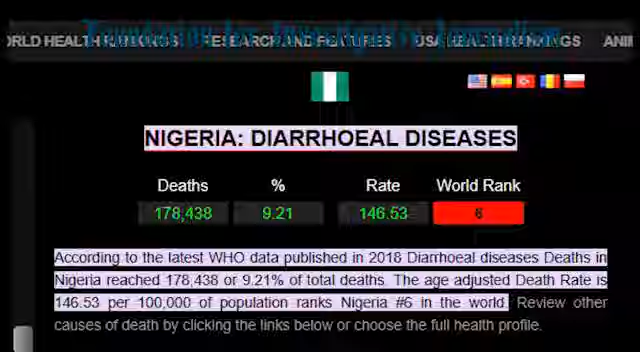 ORLD HEALTH RANKINGS RESEARCH AND FEATURES USA HEALTH RANKINGS
NIGERIA: DIARRHOEAL DISEASES
Deaths % Rate World Rank
178,438 9.21 146.53 6
According to the latest WHO data published in 2018 Diarrhoeal diseases Deaths in
Nigeria reached 178,438 or 9.21% of total deaths. The age adjusted Death Rate is
146.53 per 100,000 of population ranks Nigeria #6 in the world. Review other
causes of death by clicking the links below or choose the full health profile.